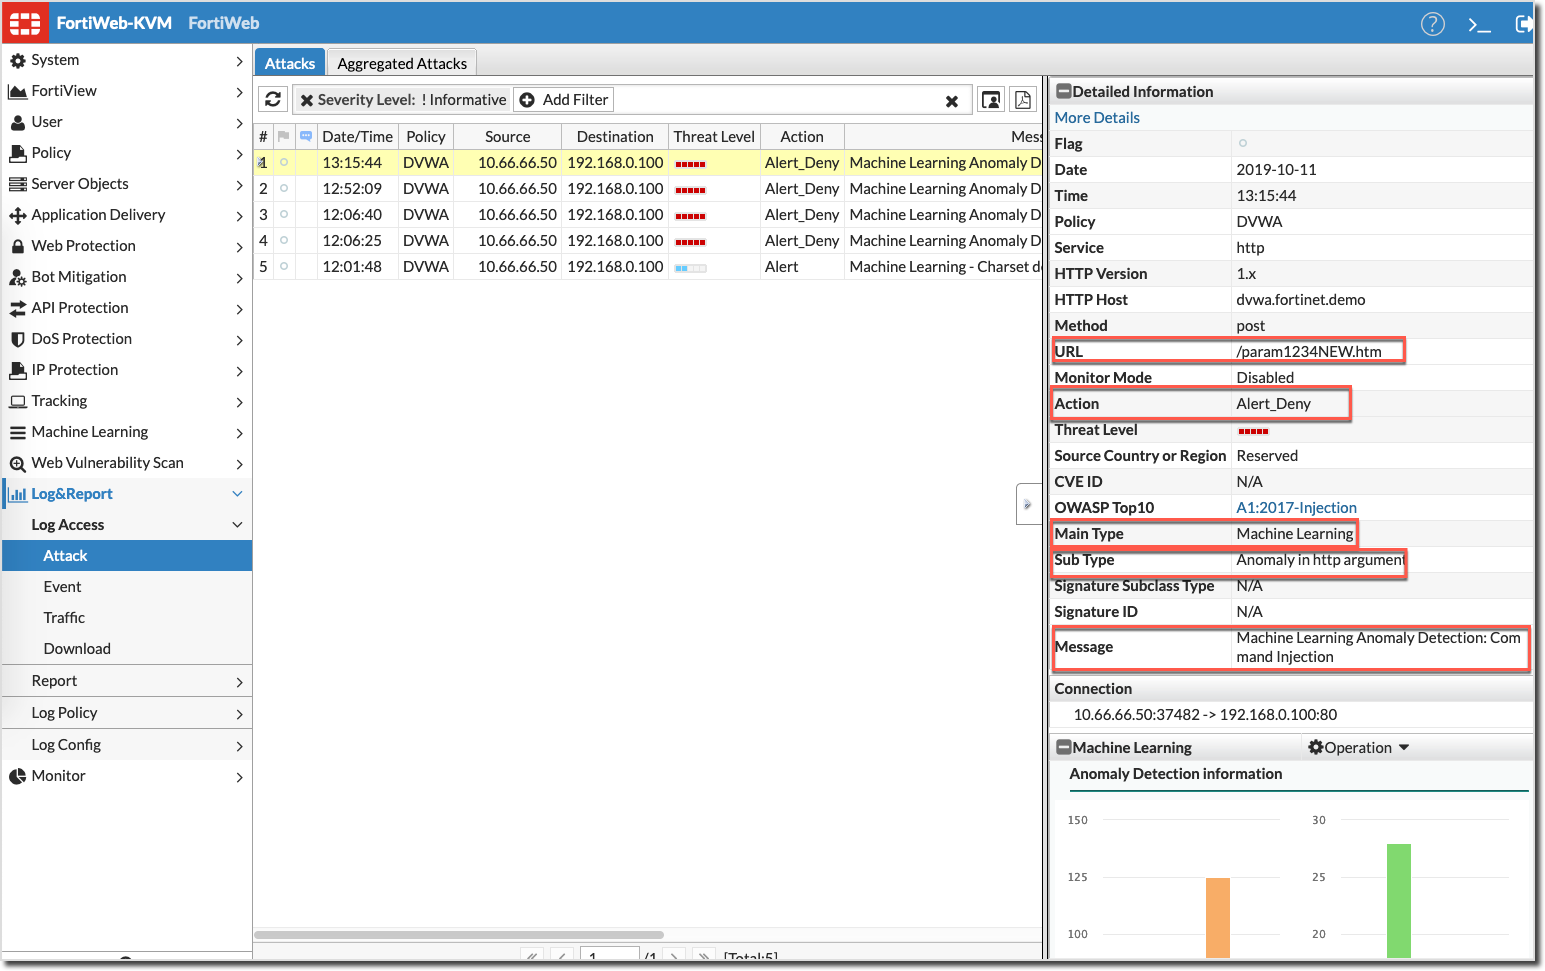 FortiWeb-KVM FortiWeb
System
FortiView
User
Policy
Server Objects
Application Delivery
Web Protection
Bot Mitigation
API Protection
DoS Protection
IP Protection
Tracking
Machine Learning
Web Vulnerability Scan
Log&Report
Log Access
Attack
Event
Traffic
Download
Report
Log Policy
Log Config
Monitor
Attacks Aggregated Attacks
Severity Level: ! Informative Add Filter
# Date/Time Policy Source Destination Threat Level Action Mess
1 13:15:44 DVWA 10.66.66.50 192.168.0.100 Alert_Deny Machine Learning Anomaly D
2 12:52:09 DVWA 10.66.66.50 192.168.0.100 Alert_Deny Machine Learning Anomaly D
3 12:06:40 DVWA 10.66.66.50 192.168.0.100 Alert_Deny Machine Learning Anomaly D
4 12:06:25 DVWA 10.66.66.50 192.168.0.100 Alert_Deny Machine Learning Anomaly D
5 12:01:48 DVWA 10.66.66.50 192.168.0.100 Alert Machine Learning - Charset de
1 /1 [Total:5]
Detailed Information
More Details
Flag
Date 2019-10-11
Time 13:15:44
Policy DVWA
Service http
HTTP Version 1.x
HTTP Host dvwa.fortinet.demo
Method post
URL /param1234NEW.htm
Monitor Mode Disabled
Action Alert_Deny
Threat Level
Source Country or Region Reserved
CVE ID N/A
OWASP Top10 A1:2017-Injection
Main Type Machine Learning
Sub Type Anomaly in http argument
Signature Subclass Type N/A
Signature ID N/A
Message Machine Learning Anomaly Detection: Com
mand Injection
Connection
10.66.66.50:37482 -> 192.168.0.100:80
Machine Learning Operation
Anomaly Detection information
150 30
125 25
100 20